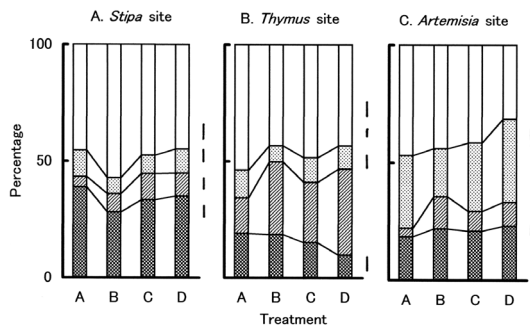 A. Stipa site
B. Thymus site
C. Artemisia site
100
50
0
Percentage
A B C D
A B C D
A B C D
Treatment